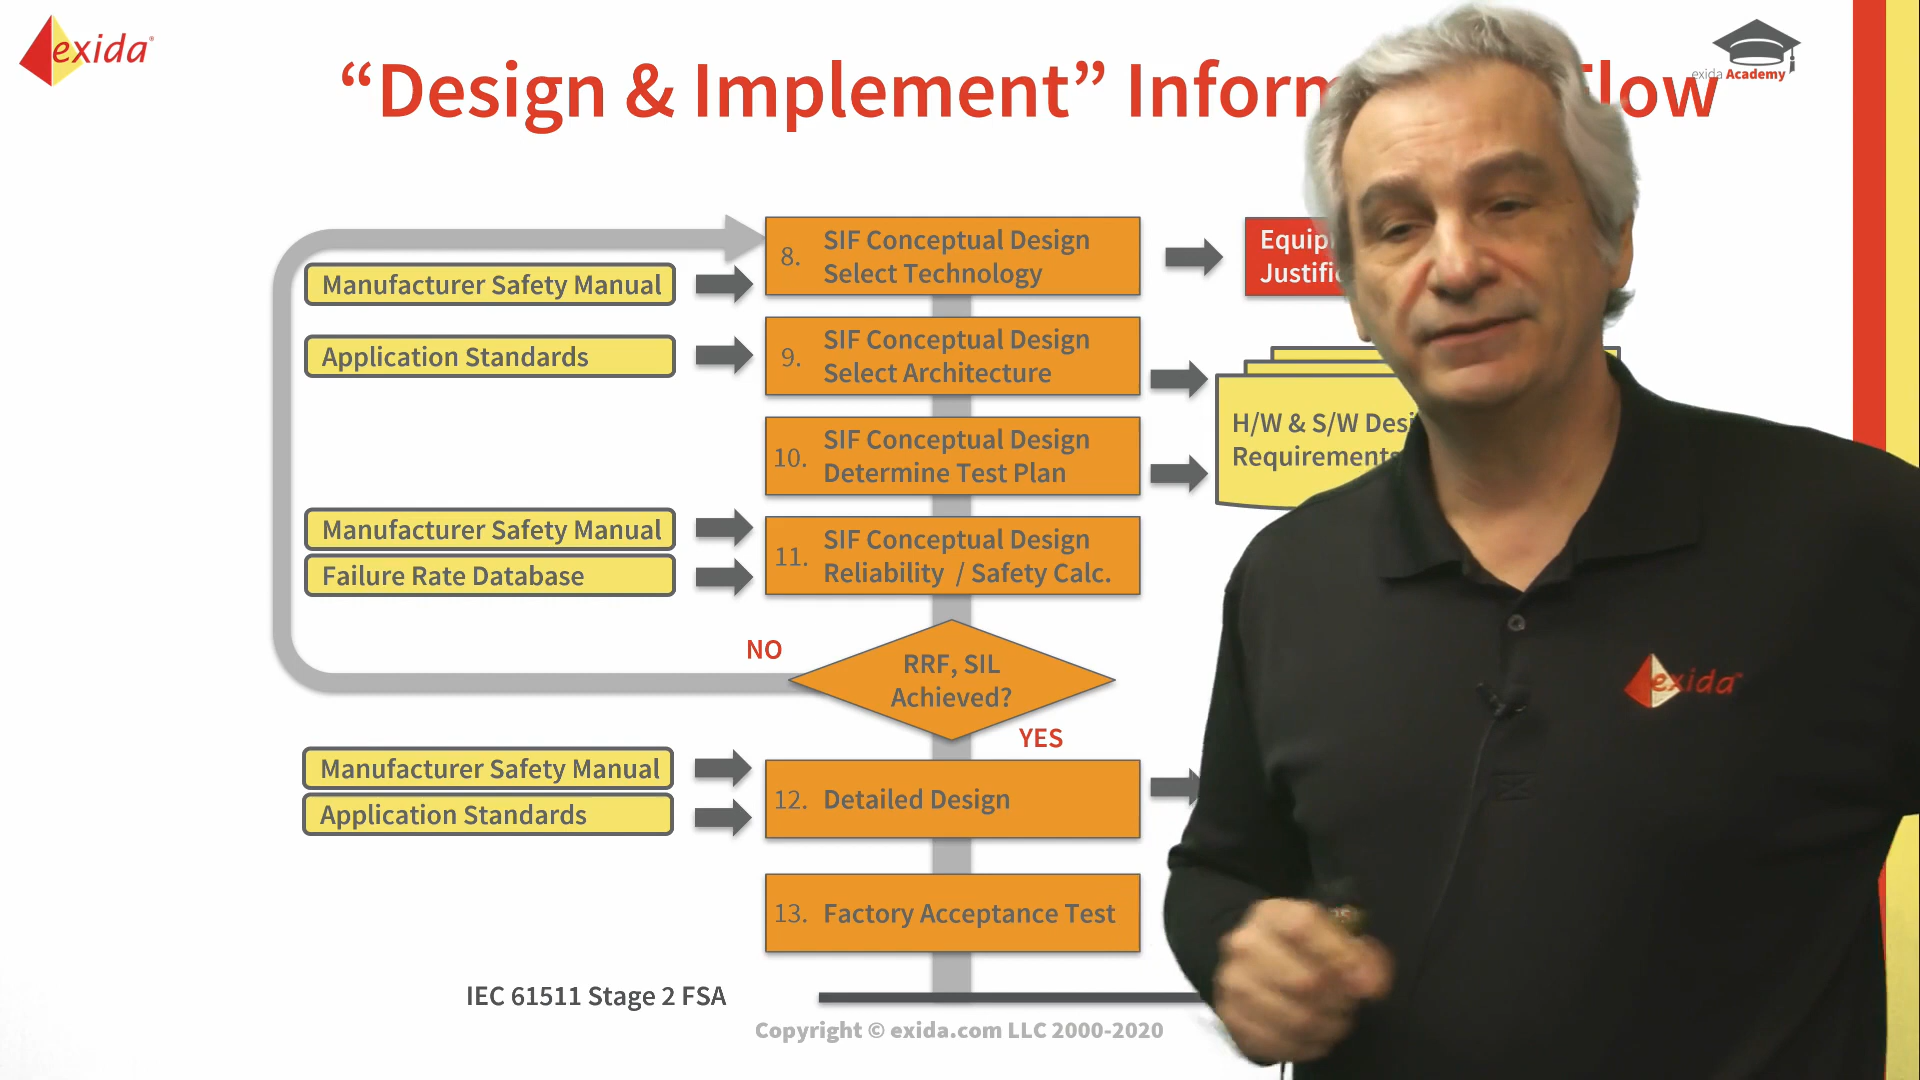 exida
exida Academy
“Design & Implement” Inform
low
8. SIF Conceptual Design
Select Technology
Manufacturer Safety Manual
Equip
Justific
9. SIF Conceptual Design
Select Architecture
Application Standards
H/W & S/W Desi
Requirements
10. SIF Conceptual Design
Determine Test Plan
Manufacturer Safety Manual
Failure Rate Database
11. SIF Conceptual Design
Reliability / Safety Calc.
NO
RRF, SIL
Achieved?
YES
exida
Manufacturer Safety Manual
Application Standards
12. Detailed Design
13. Factory Acceptance Test
IEC 61511 Stage 2 FSA
Copyright © exida.com LLC 2000-2020